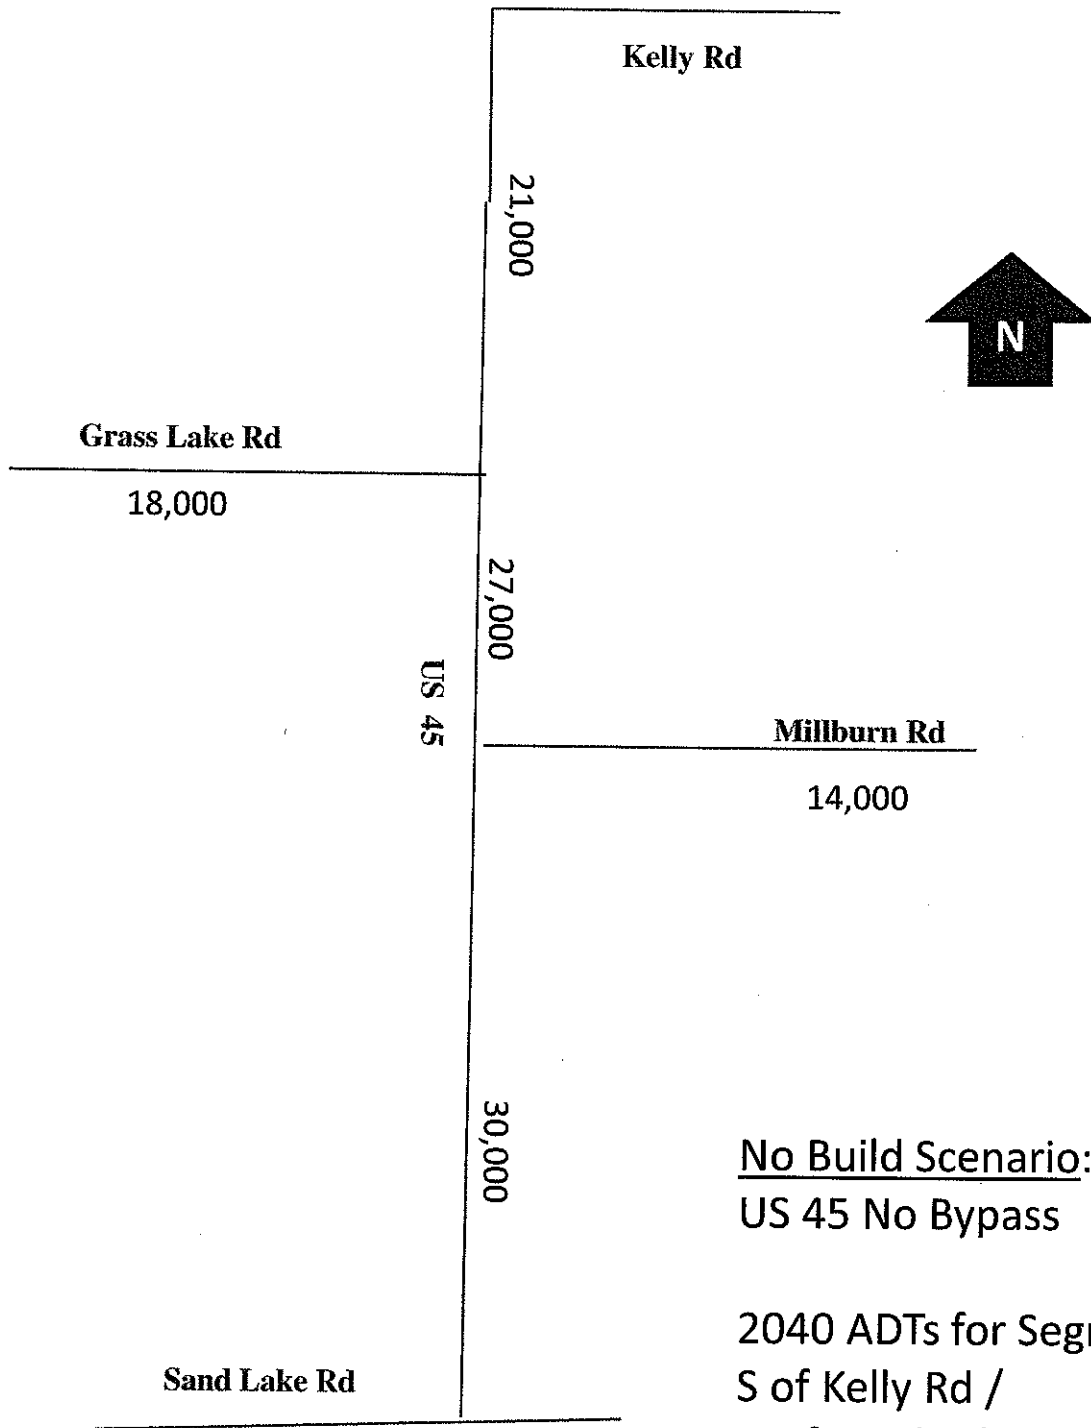 Kelly Rd
21,000
N
Grass Lake Rd
18,000
27,000
US 45
Millburn Rd
14,000
30,000
No Build Scenario:
US 45 No Bypass
2040 ADTs for
S of Kelly Rd /
Sand Lake Rd